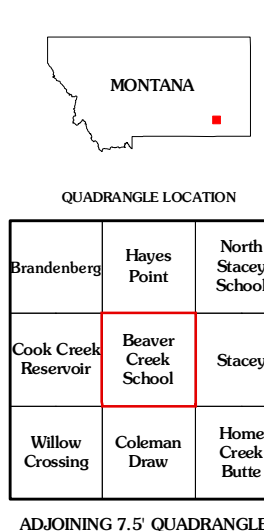 MONTANA
QUADRANGLE LOCATION
Brandenberg
Hayes
Point
North
Stacey
School
Cook Creek
Reservoir
Beaver
Creek
School
Stacey
Willow
Crossing
Coleman
Draw
Home
Creek
Butte
ADJOINING 7.5' QUADRANGLE